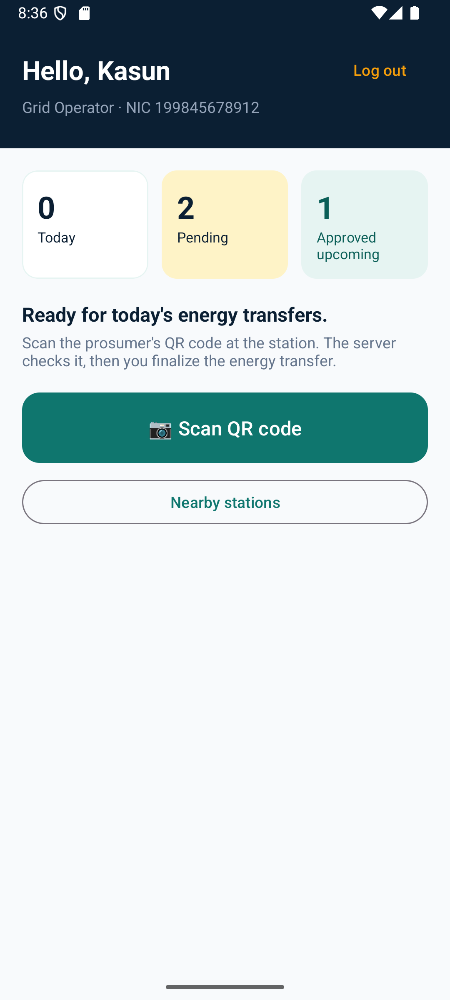 8:36
Hello, Kasun
Log out
Grid Operator · NIC 199845678912
0
Today
2
Pending
1
Approved
upcoming
Ready for today's energy transfers.
Scan the prosumer's QR code at the station. The server
checks it, then you finalize the energy transfer.
📷 Scan QR code
Nearby stations